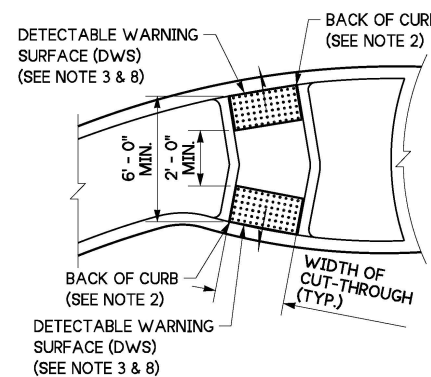 DETECTABLE WARNING
SURFACE (DWS)
(SEE NOTE 3 & 8)
BACK OF CURB
(SEE NOTE 2)
6' - 0"
MIN.
2' - 0"
MIN.
BACK OF CURB
(SEE NOTE 2)
WIDTH OF
CUT-THROUGH
(TYP.)
DETECTABLE WARNING
SURFACE (DWS)
(SEE NOTE 3 & 8)